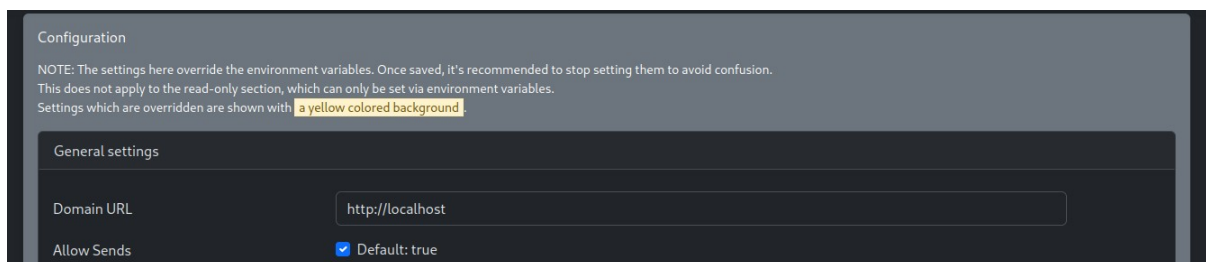 Configuration
NOTE: The settings here override the environment variables. Once saved, it's recommended to stop setting them to avoid confusion.
This does not apply to the read-only section, which can only be set via environment variables.
Settings which are overridden are shown with a yellow colored background.
General settings
Domain URL http://localhost
Allow Sends Default: true